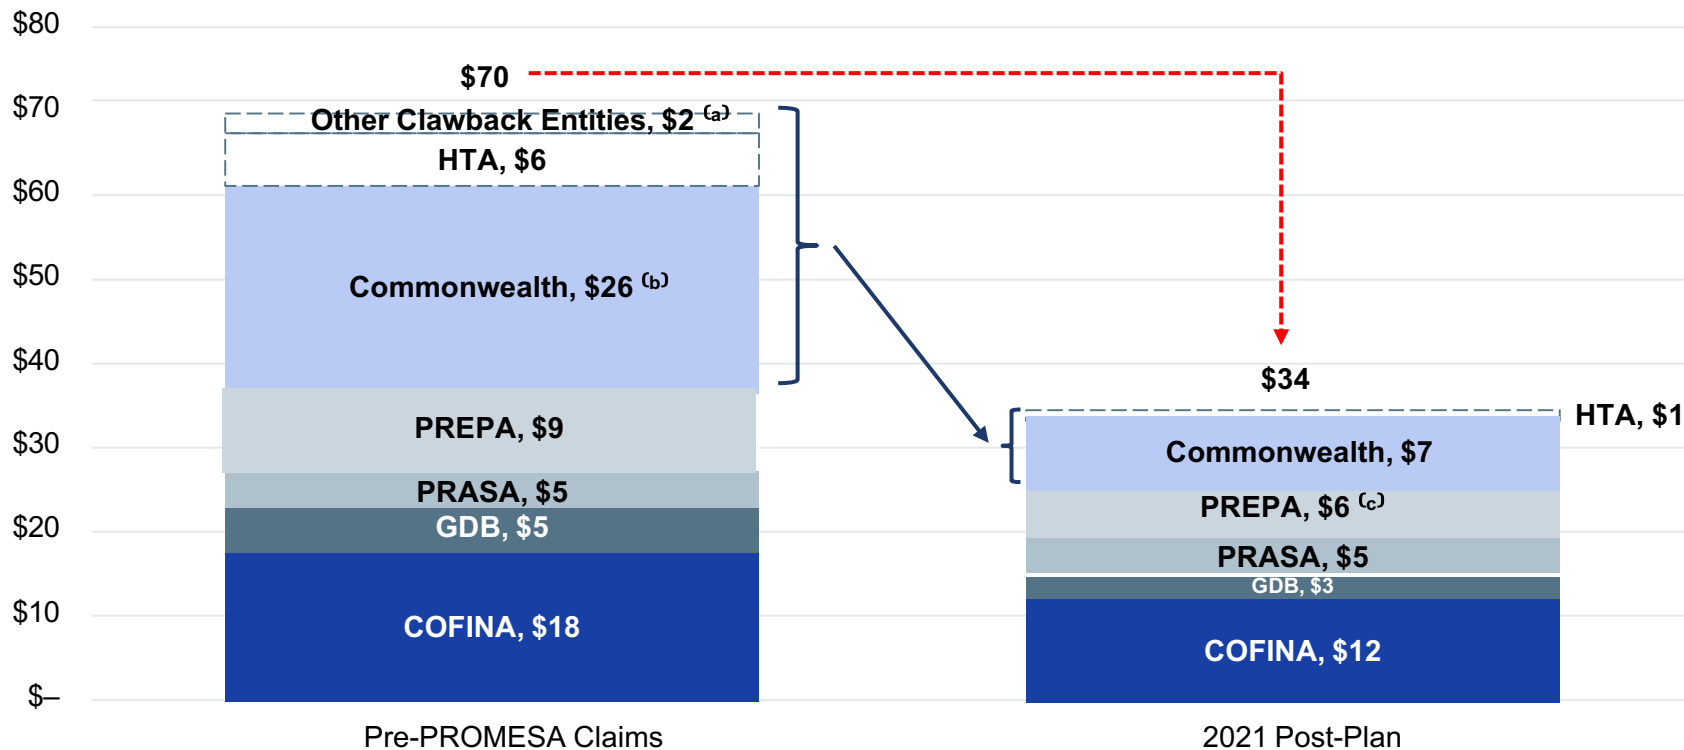 $80
$70
$70
Other Clawback Entities, $2 (a)
HTA, $6
$60
$50
Commonwealth, $26 (b)
$40
$34
HTA, $1
PREPA, $9
$30
Commonwealth, $7
PRASA, $5
PREPA, $6 (c)
GDB, $5
$20
PRASA, $5
GDB, $3
$10
COFINA, $18
COFINA, $12
$–
Pre-PROMESA Claims
2021 Post-Plan